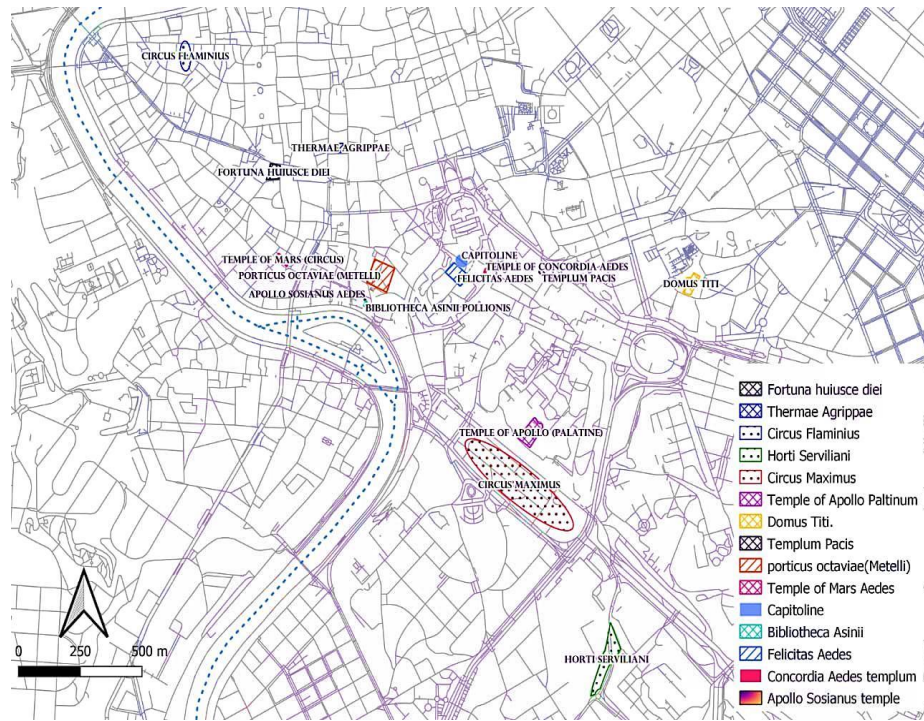 CIRCUS FLAMINIUS
THERMAE AGRIPPAE
FORTUNA HUIUSCE DIEI
TEMPLE OF MARS (CIRCUS)
CAPITOLINE
PORTICUS OCTAVIAE (METELLI)
TEMPLE OF CONCORDIA AEDES
FELICITAS AEDES
TEMPLUM PACIS
DOMUS TITI
APOLLO SOSIANUS AEDES
BIBLIOTHECA ASINII POLLIONIS
TEMPLE OF APOLLO (PALATINE)
CIRCUS MAXIMUS
HORTI SERVILIANI
0 250 500 m
Fortuna huiusce diei
Thermae Agrippae
Circus Flaminius
Horti Serviliani
Circus Maximus
Temple of Apollo Paltinum
Domus Titi.
Templum Pacis
porticus octaviae(Metelli)
Temple of Mars Aedes
Capitoline
Bibliotheca Asinii
Felicitas Aedes
Concordia Aedes templum
Apollo Sosianus temple